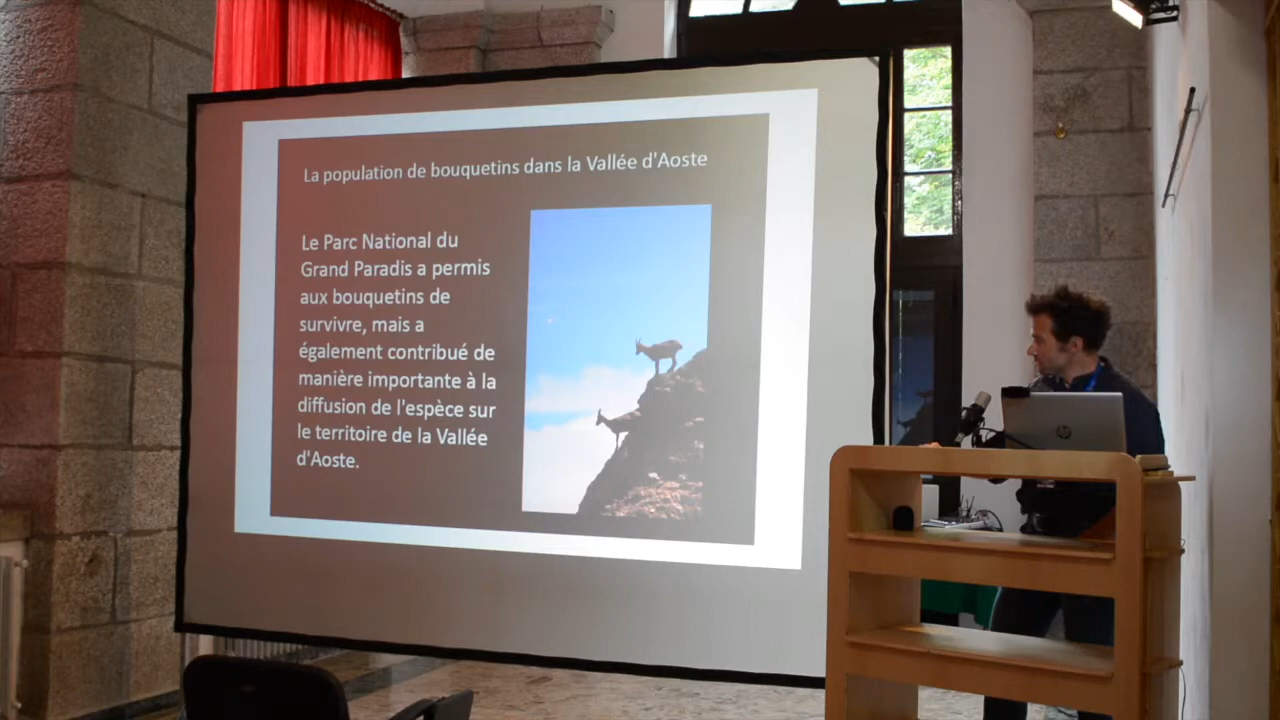 La population de bouquetins dans la Vallée d'Aoste
Le Parc National du
Grand Paradis a permis
aux bouquetins de
survivre, mais a
également contribué de
manière importante à la
diffusion de l'espèce sur
le territoire de la Vallée
d'Aoste.
hp